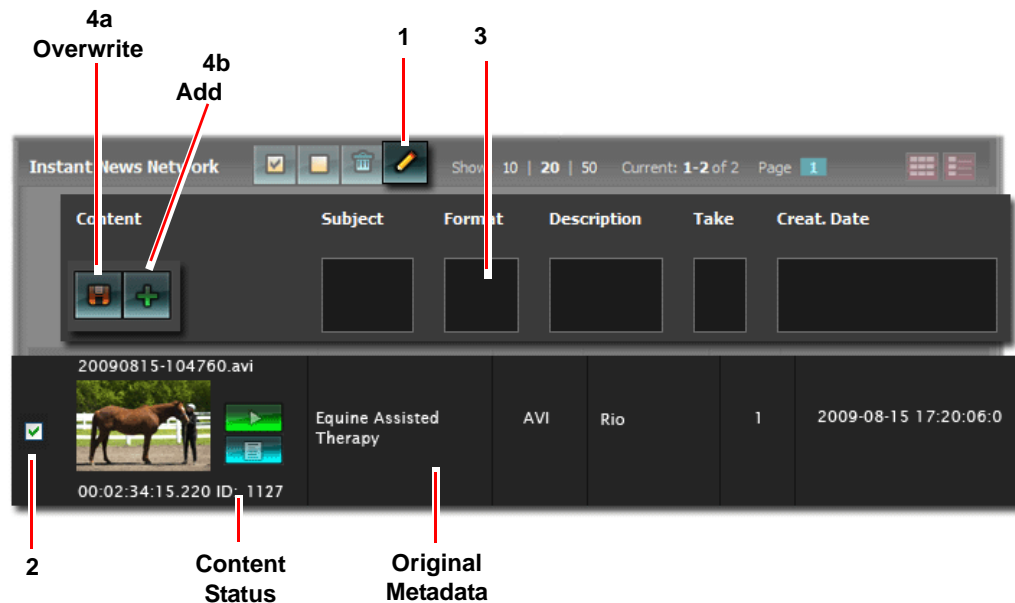 4a
Overwrite
4b
Add
1
3
Instant News Network
Show 10 | 20 | 50 Current: 1-2 of 2 Page 1
Content Subject Format Description Take Creat. Date
20090815-104760.avi
Equine Assisted
Therapy
AVI
Rio
1
2009-08-15 17:20:06:0
00:02:34:15.220 ID: 1127
2
Content
Status
Original
Metadata